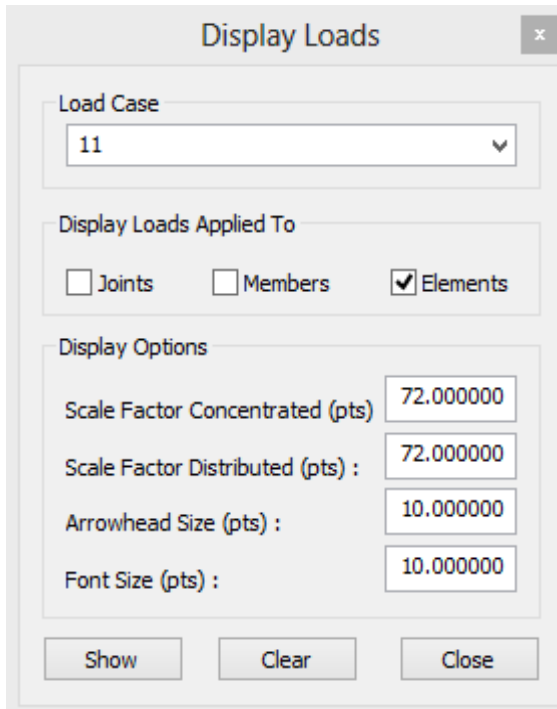 Display Loads
x
Load Case
11
Display Loads Applied To
Joints Members Elements
Display Options
Scale Factor Concentrated (pts) 72.000000
Scale Factor Distributed (pts) : 72.000000
Arrowhead Size (pts) : 10.000000
Font Size (pts) : 10.000000
Show Clear Close